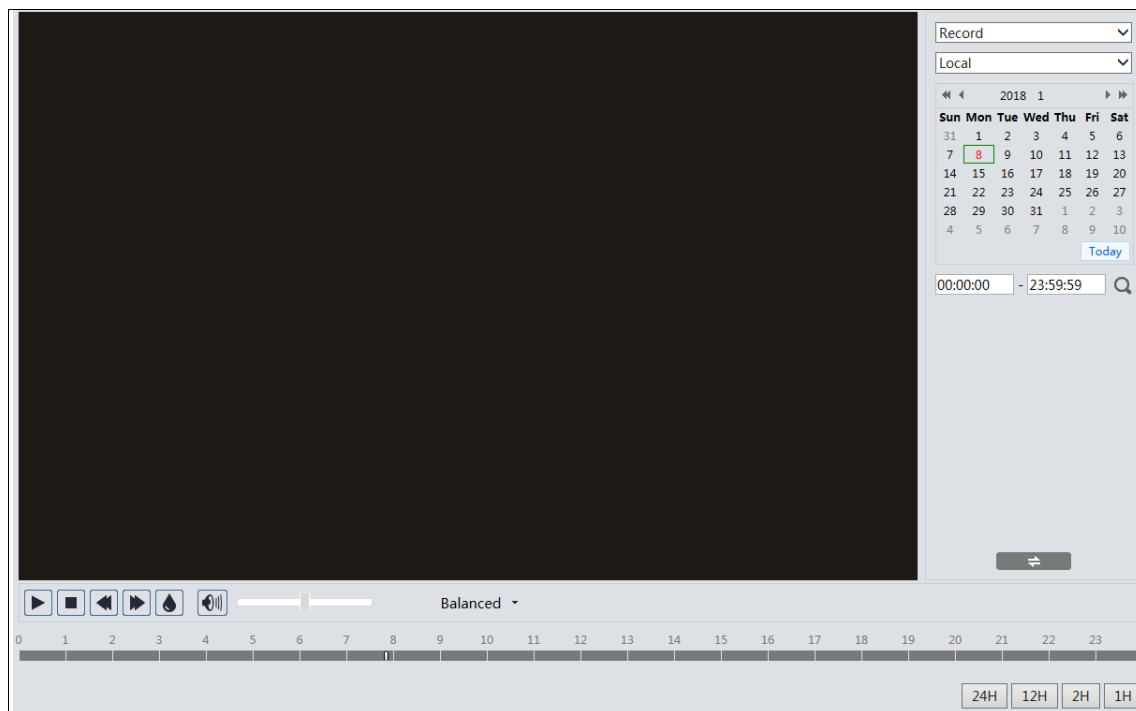 Record
Local
2018 1
Sun Mon Tue Wed Thu Fri Sat
31 1 2 3 4 5 6
7 8 9 10 11 12 13
14 15 16 17 18 19 20
21 22 23 24 25 26 27
28 29 30 31 1 2 3
4 5 6 7 8 9 10
Today
00:00:00 - 23:59:59
Balanced
0 1 2 3 4 5 6 7 8 9 10 11 12 13 14 15 16 17 18 19 20 21 22 23
24H 12H 2H 1H